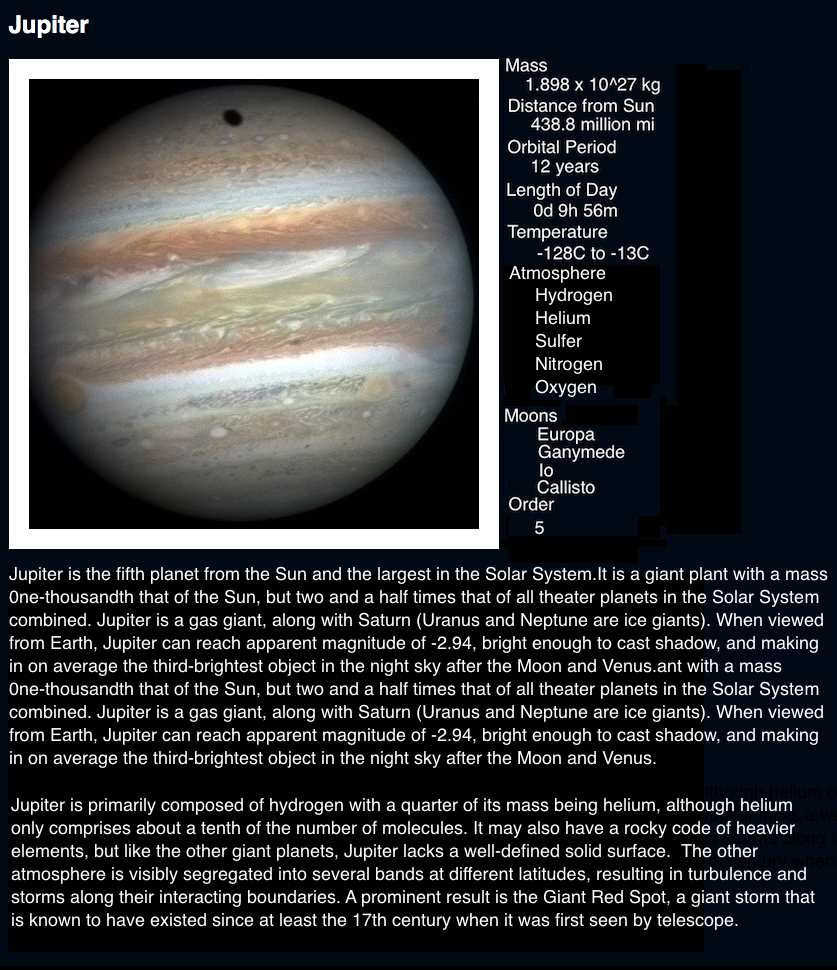 Jupiter
Mass
1.898 x 10^27 kg
Distance from Sun
438.8 million mi
Orbital Period
12 years
Length of Day
0d 9h 56m
Temperature
-128C to -13C
Atmosphere
Hydrogen
Helium
Sulfer
Nitrogen
Oxygen
Moons
Europa
Ganymede
Io
Callisto
Order
5
Jupiter is the fifth planet from the Sun and the largest in the Solar System.It is a giant plant with a mass
0ne-thousandth that of the Sun, but two and a half times that of all theater planets in the Solar System
combined. Jupiter is a gas giant, along with Saturn (Uranus and Neptune are ice giants). When viewed
from Earth, Jupiter can reach apparent magnitude of -2.94, bright enough to cast shadow, and making
in on average the third-brightest object in the night sky after the Moon and Venus.ant with a mass
0ne-thousandth that of the Sun, but two and a half times that of all theater planets in the Solar System
combined. Jupiter is a gas giant, along with Saturn (Uranus and Neptune are ice giants). When viewed
from Earth, Jupiter can reach apparent magnitude of -2.94, bright enough to cast shadow, and making
in on average the third-brightest object in the night sky after the Moon and Venus.
Jupiter is primarily composed of hydrogen with a quarter of its mass being helium, although helium
only comprises about a tenth of the number of molecules. It may also have a rocky code of heavier
elements, but like the other giant planets, Jupiter lacks a well-defined solid surface.  The other
atmosphere is visibly segregated into several bands at different latitudes, resulting in turbulence and
storms along their interacting boundaries. A prominent result is the Giant Red Spot, a giant storm that
is known to have existed since at least the 17th century when it was first seen by telescope.